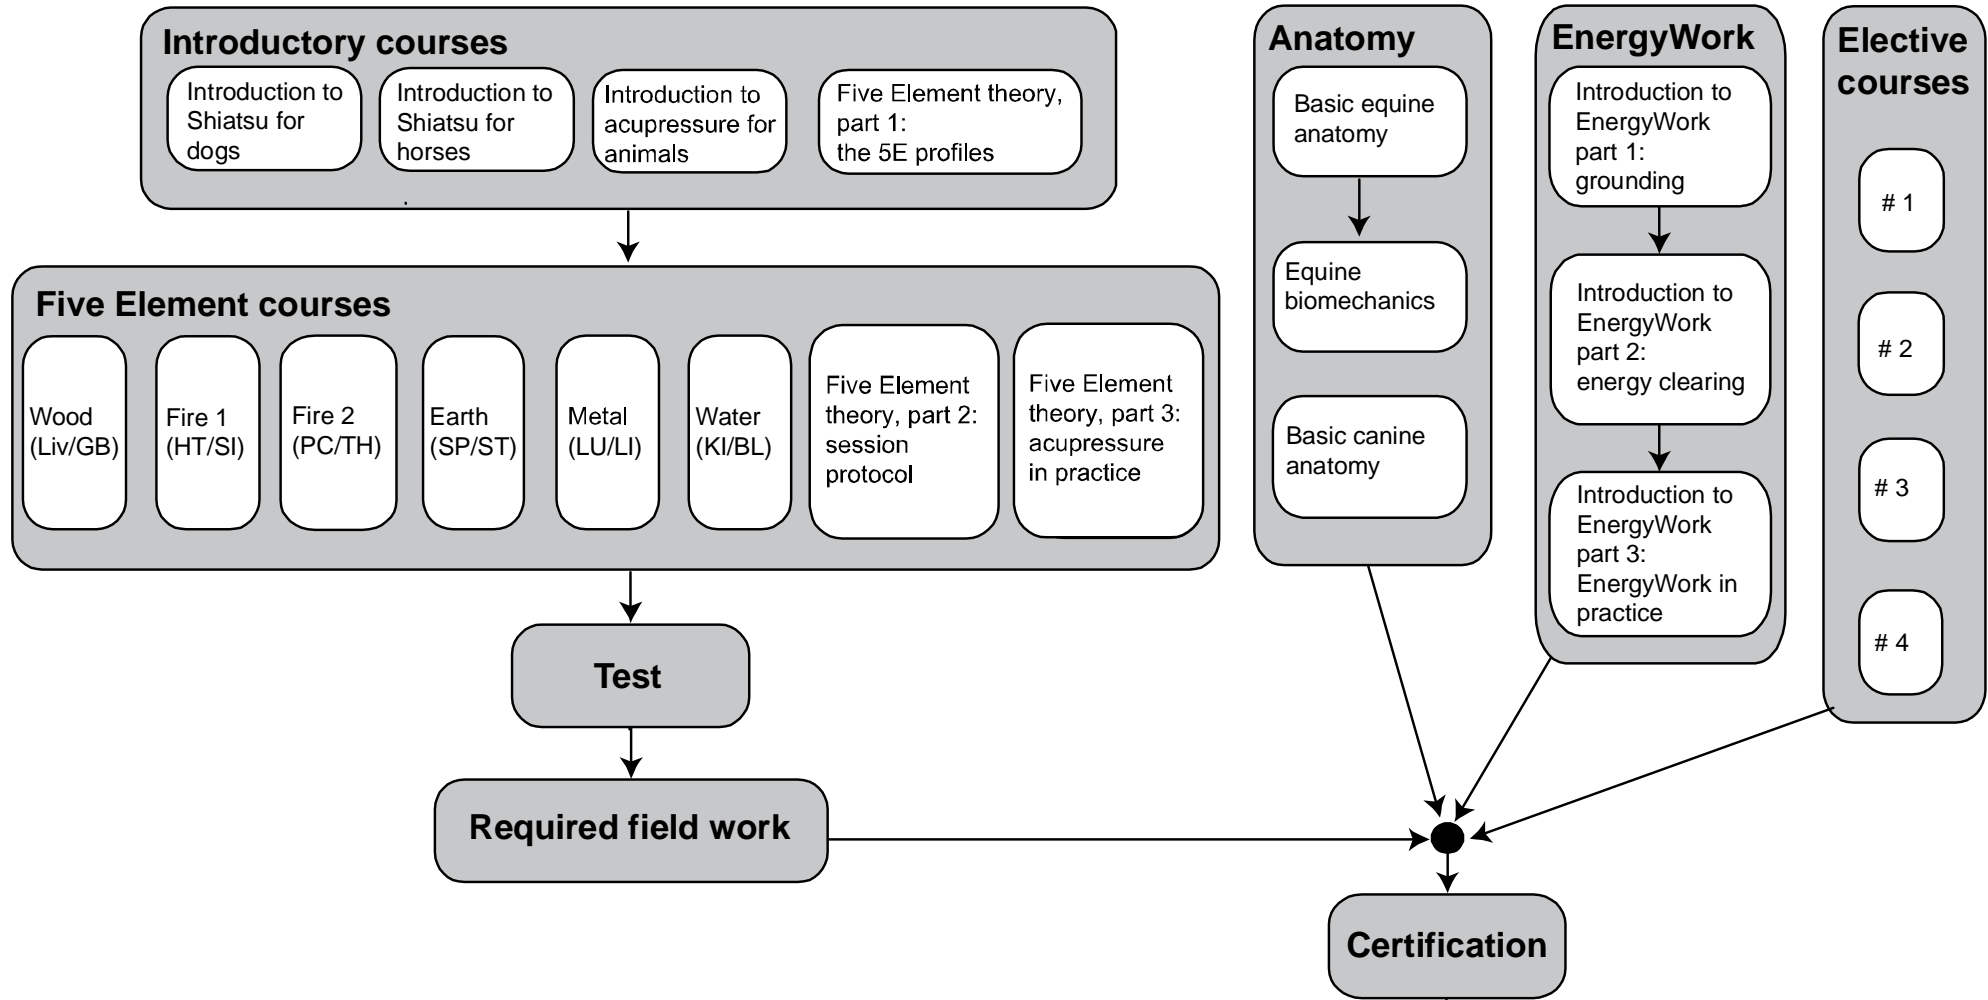 Introductory courses
Introduction to
Shiatsu for
dogs
Introduction to
Shiatsu for
horses
Introduction to
acupressure for
animals
Five Element theory,
part 1:
the 5E profiles
Five Element courses
Wood
(Liv/GB)
Fire 1
(HT/SI)
Fire 2
(PC/TH)
Earth
(SP/ST)
Metal
(LU/LI)
Water
(KI/BL)
Five Element
theory, part 2:
session
protocol
Five Element
theory, part 3:
acupressure
in practice
Test
Required field work
Anatomy
Basic equine
anatomy
Equine
biomechanics
Basic canine
anatomy
EnergyWork
Introduction to
EnergyWork
part 1:
grounding
Introduction to
EnergyWork
part 2:
energy clearing
Introduction to
EnergyWork
part 3:
EnergyWork in
practice
Elective
courses
# 1
# 2
# 3
# 4
Certification